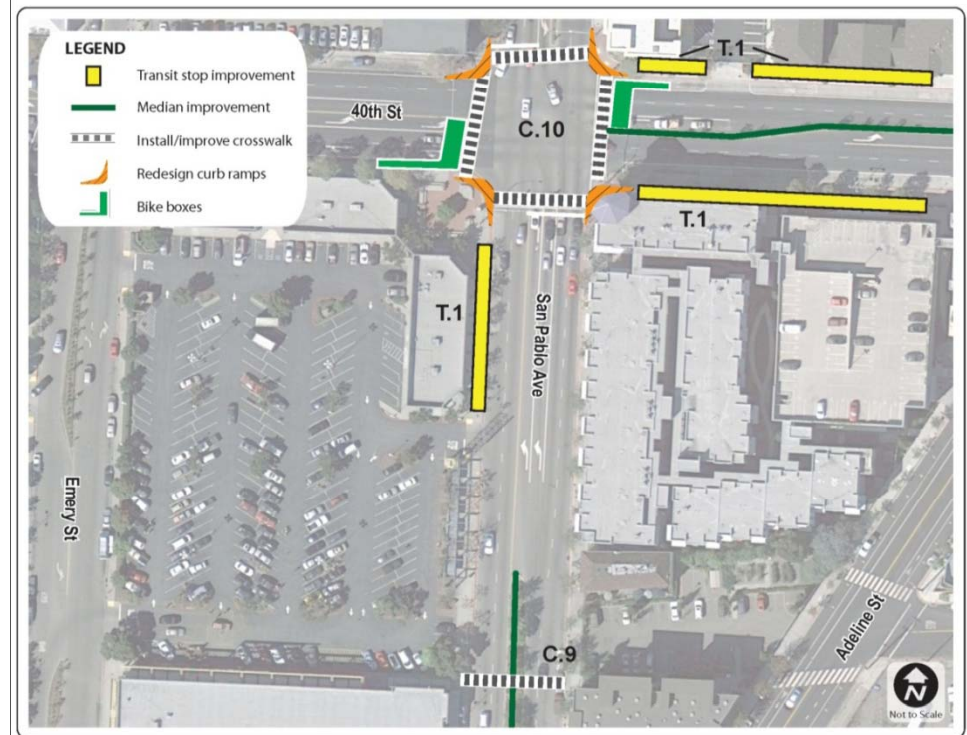 LEGEND
Transit stop improvement
Median improvement
Install/improve crosswalk
Redesign curb ramps
Bike boxes
T.1
40th St
C.10
T.1
T.1
San Pablo Ave
Emery St
C.9
Adeline St
N
Not to Scale